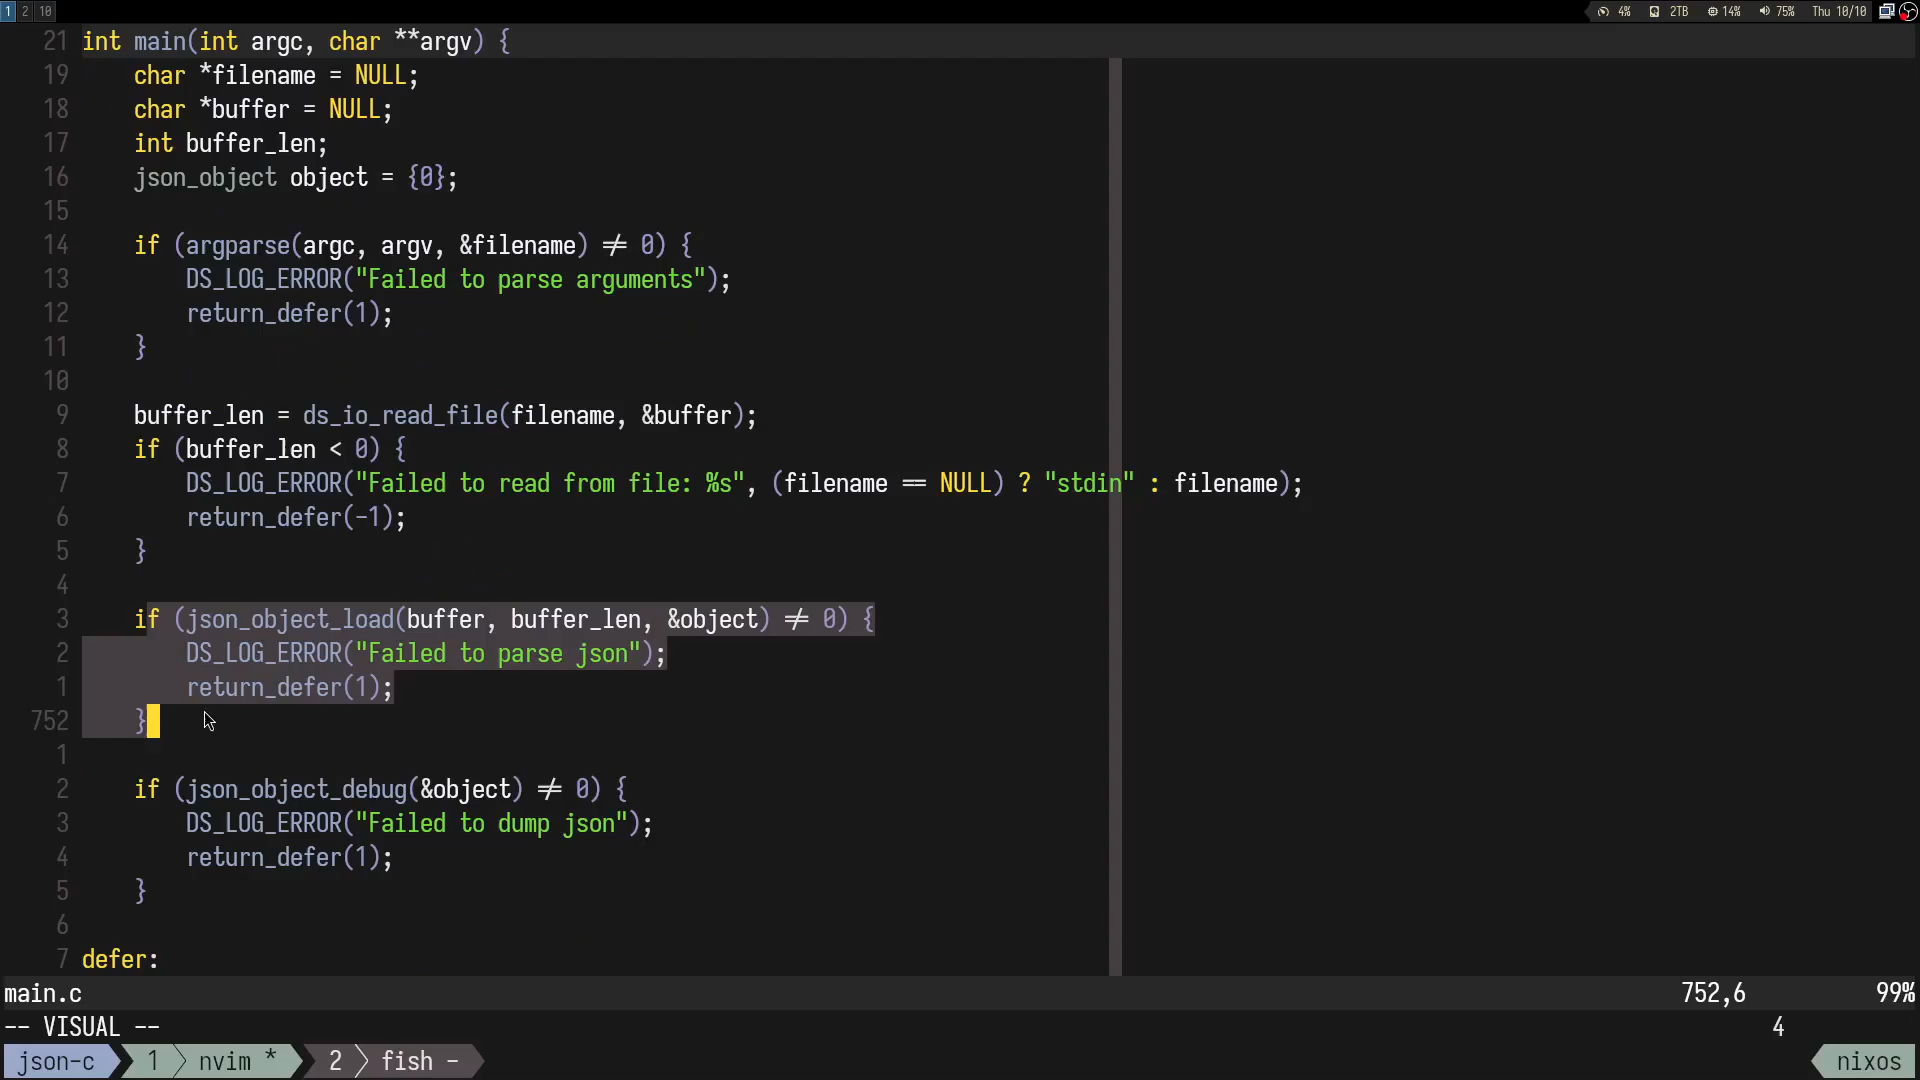 1 2 10 4% 2TB 14% 75% Thu 10/10
21 int main(int argc, char **argv) {
19 char *filename = NULL;
18 char *buffer = NULL;
17 int buffer_len;
16 json_object object = {0};
15
14 if (argparse(argc, argv, &filename) ≠ 0) {
13 DS_LOG_ERROR("Failed to parse arguments");
12 return_defer(1);
11 }
10
9 buffer_len = ds_io_read_file(filename, &buffer);
8 if (buffer_len < 0) {
7 DS_LOG_ERROR("Failed to read from file: %s", (filename == NULL) ? "stdin" : filename);
6 return_defer(-1);
5 }
4
3 if (json_object_load(buffer, buffer_len, &object) ≠ 0) {
2 DS_LOG_ERROR("Failed to parse json");
1 return_defer(1);
752 }
1
2 if (json_object_debug(&object) ≠ 0) {
3 DS_LOG_ERROR("Failed to dump json");
4 return_defer(1);
5 }
6
7 defer:
main.c 752,6 99%
-- VISUAL -- 4
json-c 1 nvim * 2 fish - nixos